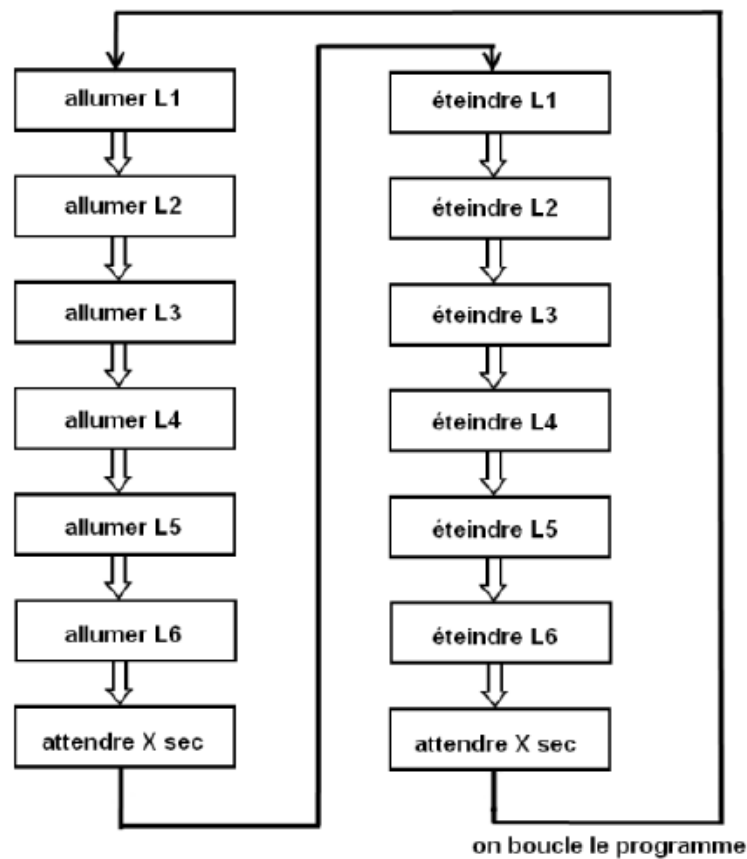 allumer L1
allumer L2
allumer L3
allumer L4
allumer L5
allumer L6
attendre X sec
éteindre L1
éteindre L2
éteindre L3
éteindre L4
éteindre L5
éteindre L6
attendre X sec
on boucle le programme